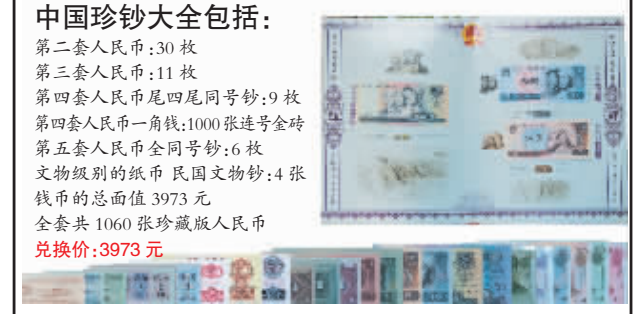 中国珍钞大全包括：
第二套人民币：30 枚
第三套人民币：11 枚
第四套人民币尾四尾同号钞：9 枚
第四套人民币一角钱：1000 张连号金砖
第五套人民币全同号钞：6 枚
文物级别的纸币 民国文物钞：4 张
钱币的总面值 3973 元
全套共 1060 张珍藏版人民币
兑换价：3973 元